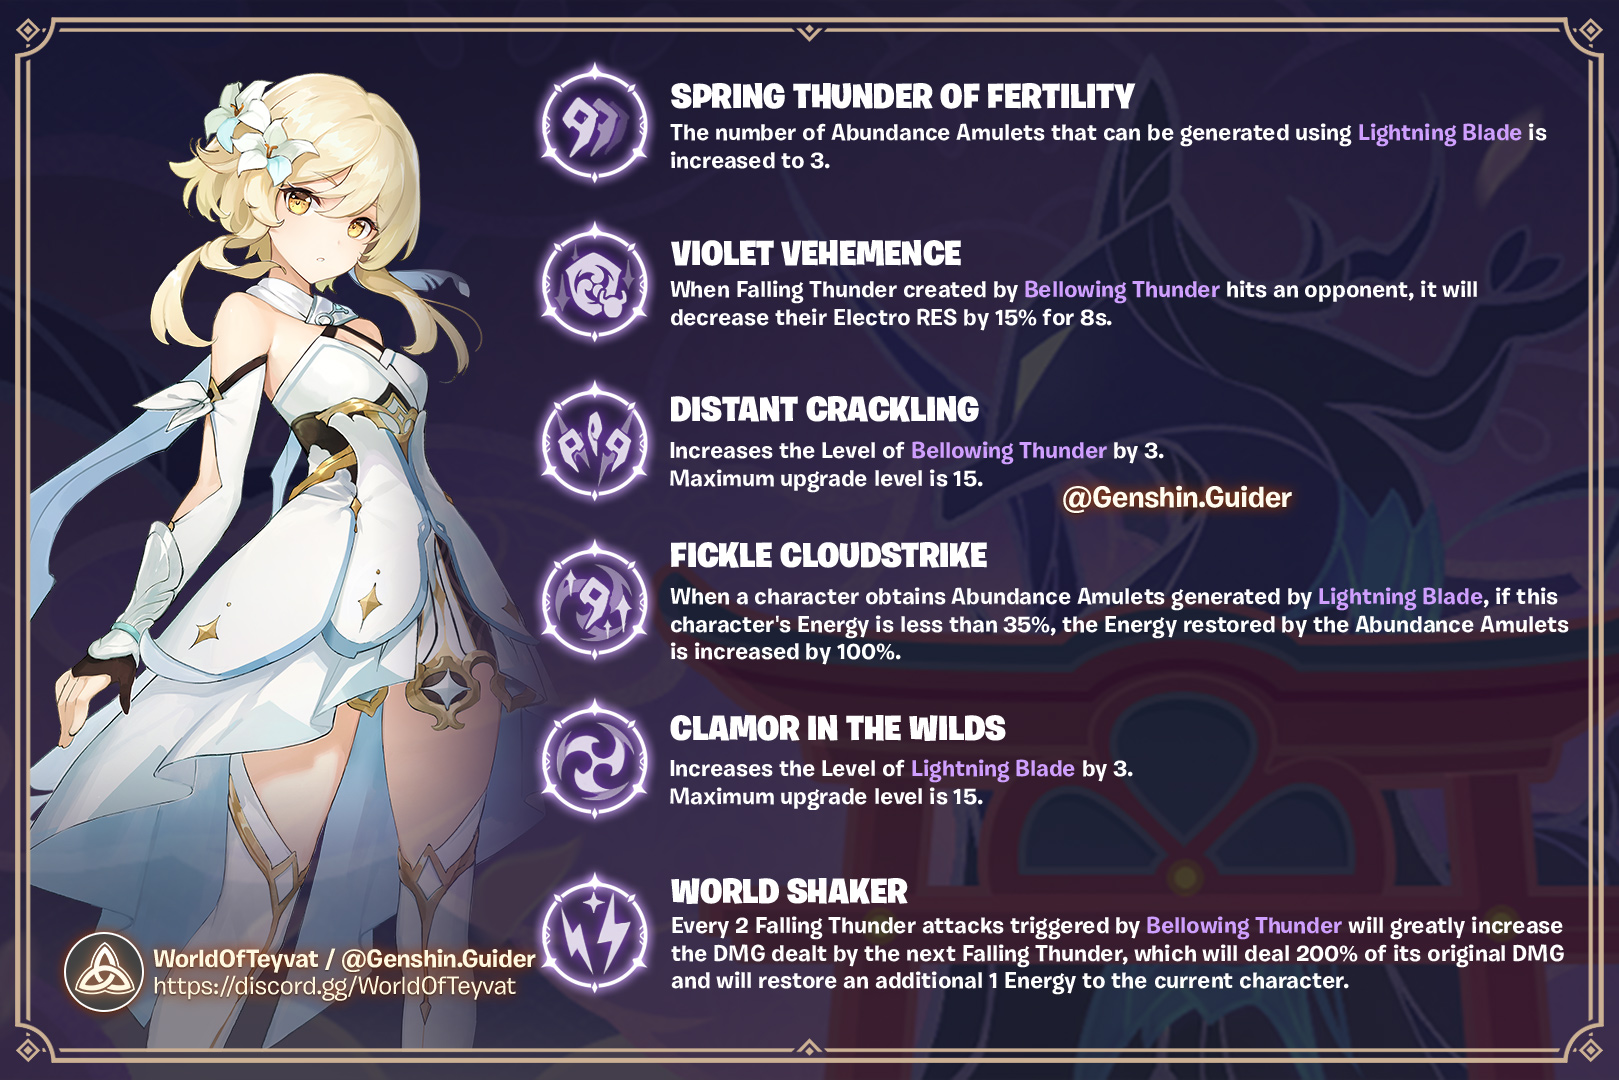 SPRING THUNDER OF FERTILITY
The number of Abundance Amulets that can be generated using Lightning Blade is
increased to 3.
VIOLET VEHEMENCE
When Falling Thunder created by Bellowing Thunder hits an opponent, it will
decrease their Electro RES by 15% for 8s.
DISTANT CRACKLING
Increases the Level of Bellowing Thunder by 3.
Maximum upgrade level is 15.
@Genshin.Guider
FICKLE CLOUDSTRIKE
When a character obtains Abundance Amulets generated by Lightning Blade, if this
character's Energy is less than 35%, the Energy restored by the Abundance Amulets
is increased by 100%.
CLAMOR IN THE WILDS
Increases the Level of Lightning Blade by 3.
Maximum upgrade level is 15.
WORLD SHAKER
Every 2 Falling Thunder attacks triggered by Bellowing Thunder will greatly increase
the DMG dealt by the next Falling Thunder, which will deal 200% of its original DMG
and will restore an additional 1 Energy to the current character.
WorldOfTeyvat / @Genshin.Guider
https://discord.gg/WorldOfTeyvat